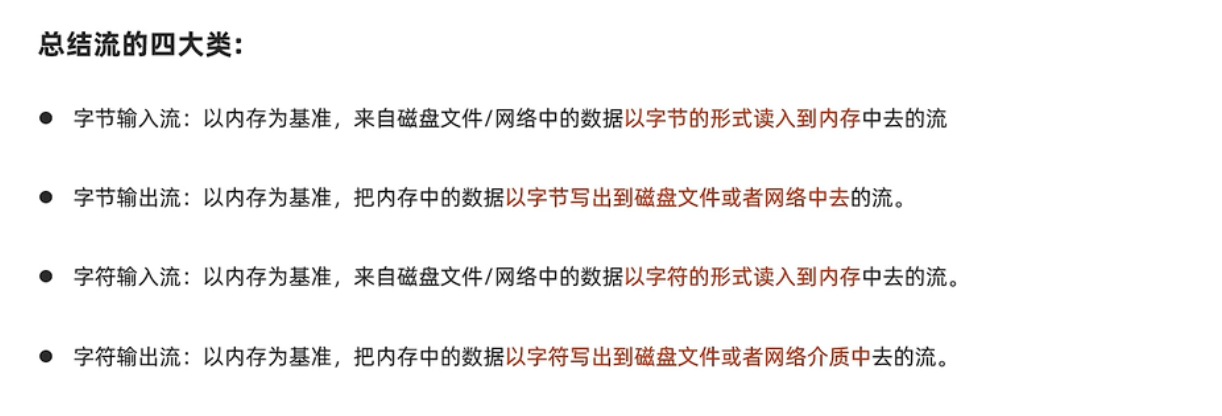 总结流的四大类：
● 字节输入流：以内存为基准，来自磁盘文件/网络中的数据以字节的形式读入到内存中去的流
● 字节输出流：以内存为基准，把内存中的数据以字节写出到磁盘文件或者网络中去的流。
● 字符输入流：以内存为基准，来自磁盘文件/网络中的数据以字符的形式读入到内存中去的流。
● 字符输出流：以内存为基准，把内存中的数据以字符写出到磁盘文件或者网络介质中去的流。